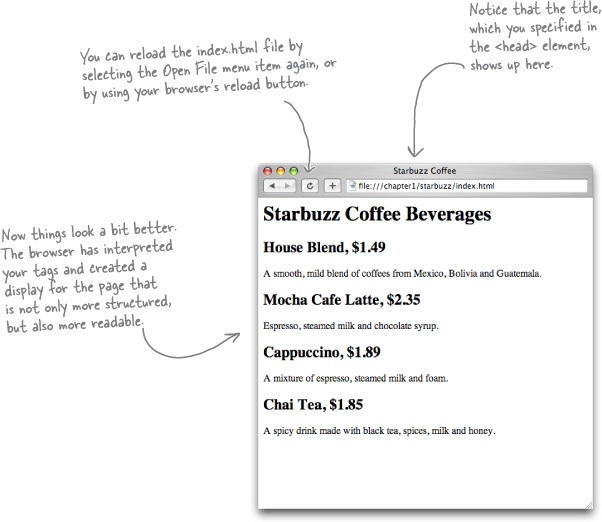 You can reload the index.html file by
selecting the Open File menu item again, or
by using your browser's reload button.
Notice that the title,
which you specified in
the <head> element,
shows up here.
Now things look a bit better.
The browser has interpreted
your tags and created a
display for the page that
is not only more structured,
but also more readable.
Starbuzz Coffee
file:///chapter1/starbuzz/index.html
Starbuzz Coffee Beverages
House Blend, $1.49
A smooth, mild blend of coffees from Mexico, Bolivia and Guatemala.
Mocha Cafe Latte, $2.35
Espresso, steamed milk and chocolate syrup.
Cappuccino, $1.89
A mixture of espresso, steamed milk and foam.
Chai Tea, $1.85
A spicy drink made with black tea, spices, milk and honey.